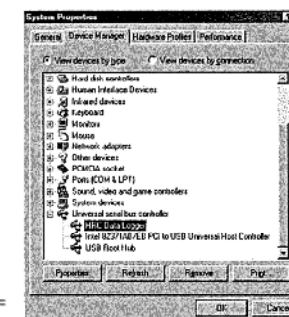 System Properties
General Device Manager Hardware Profiles Performance
View devices by type View devices by connection
Hard disk controllers
Human Interface Devices
Infrared devices
Keyboard
Monitors
Mouse
Network adapters
Other devices
PCMCIA socket
Ports (COM & LPT)
Sound, video and game controllers
System devices
Universal serial bus controller
Data Logger
Intel 82371AB/EB PCI to USB Universal Host Controller
USB Root Hub
Properties Refresh Remove Print...
OK Cancel